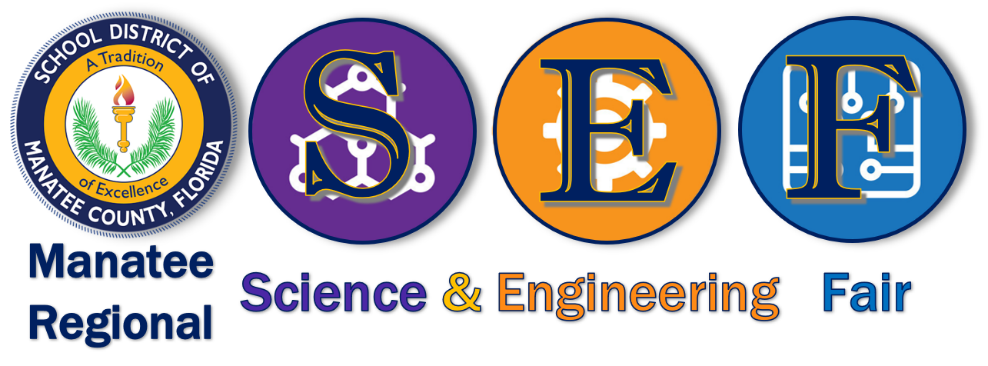 SCHOOL DISTRICT OF
A Tradition
of Excellence
MANATEE COUNTY, FLORIDA
S E F
Manatee
Regional
Science & Engineering Fair